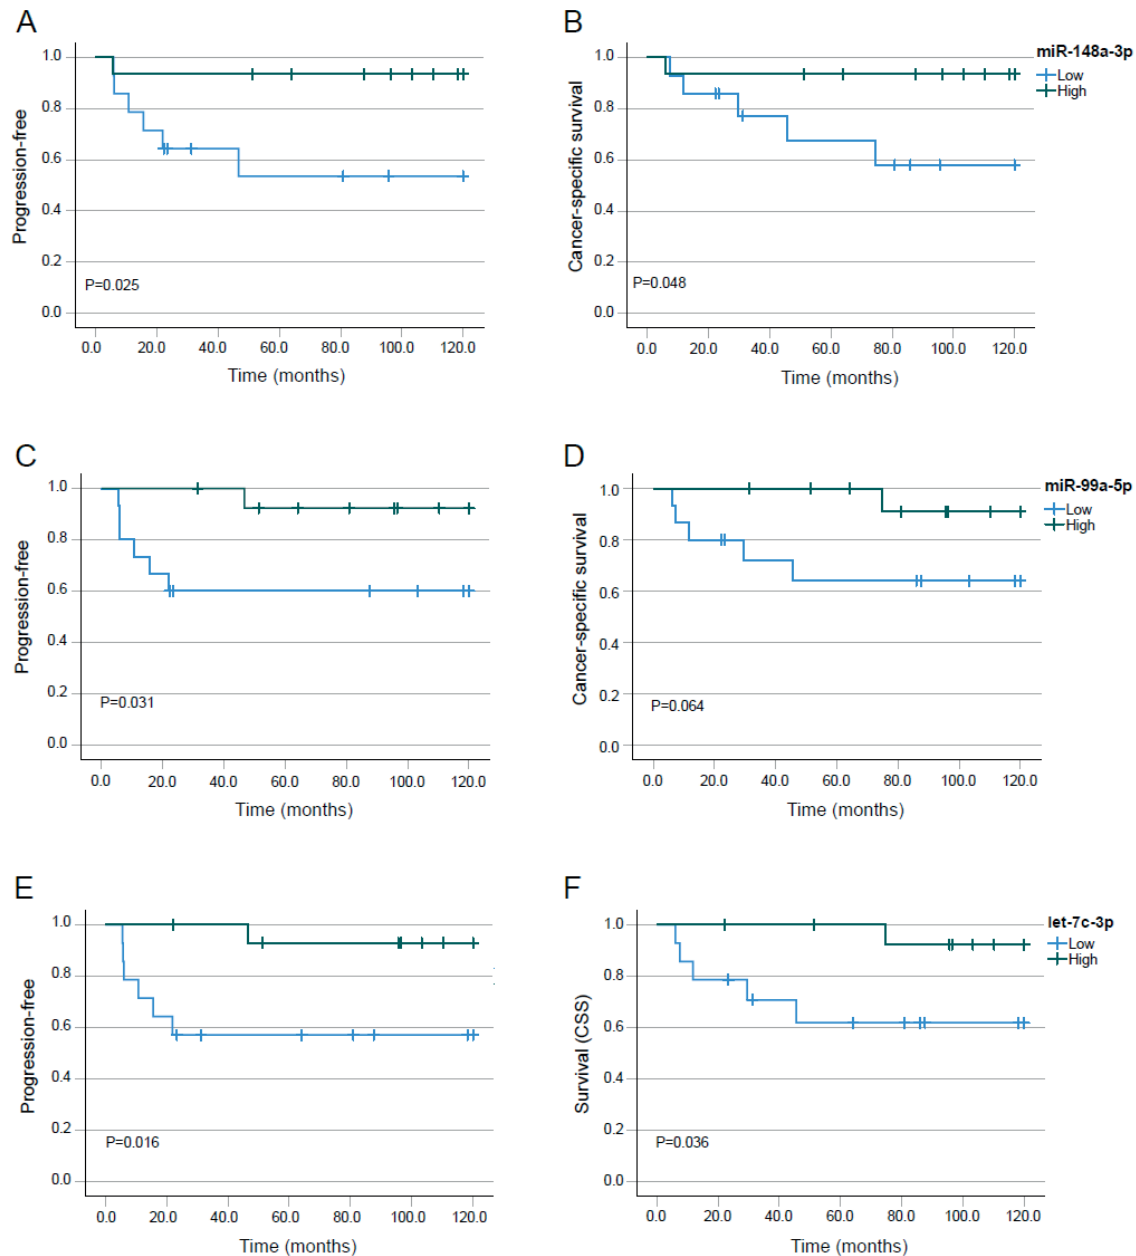 A
1.0
0.8
0.6
0.4
0.2
0.0
Progression-free
P=0.025
0.0 20.0 40.0 60.0 80.0 100.0 120.0
Time (months)
B
1.0
0.8
0.6
0.4
0.2
0.0
Cancer-specific survival
P=0.048
0.0 20.0 40.0 60.0 80.0 100.0 120.0
Time (months)
miR-148a-3p
Low
High
C
1.0
0.8
0.6
0.4
0.2
0.0
Progression-free
P=0.031
0.0 20.0 40.0 60.0 80.0 100.0 120.0
Time (months)
D
1.0
0.8
0.6
0.4
0.2
0.0
Cancer-specific survival
P=0.064
0.0 20.0 40.0 60.0 80.0 100.0 120.0
Time (months)
miR-99a-5p
Low
High
E
1.0
0.8
0.6
0.4
0.2
0.0
Progression-free
P=0.016
0.0 20.0 40.0 60.0 80.0 100.0 120.0
Time (months)
F
1.0
0.8
0.6
0.4
0.2
0.0
Survival (CSS)
P=0.036
0.0 20.0 40.0 60.0 80.0 100.0 120.0
Time (months)
let-7c-3p
Low
High